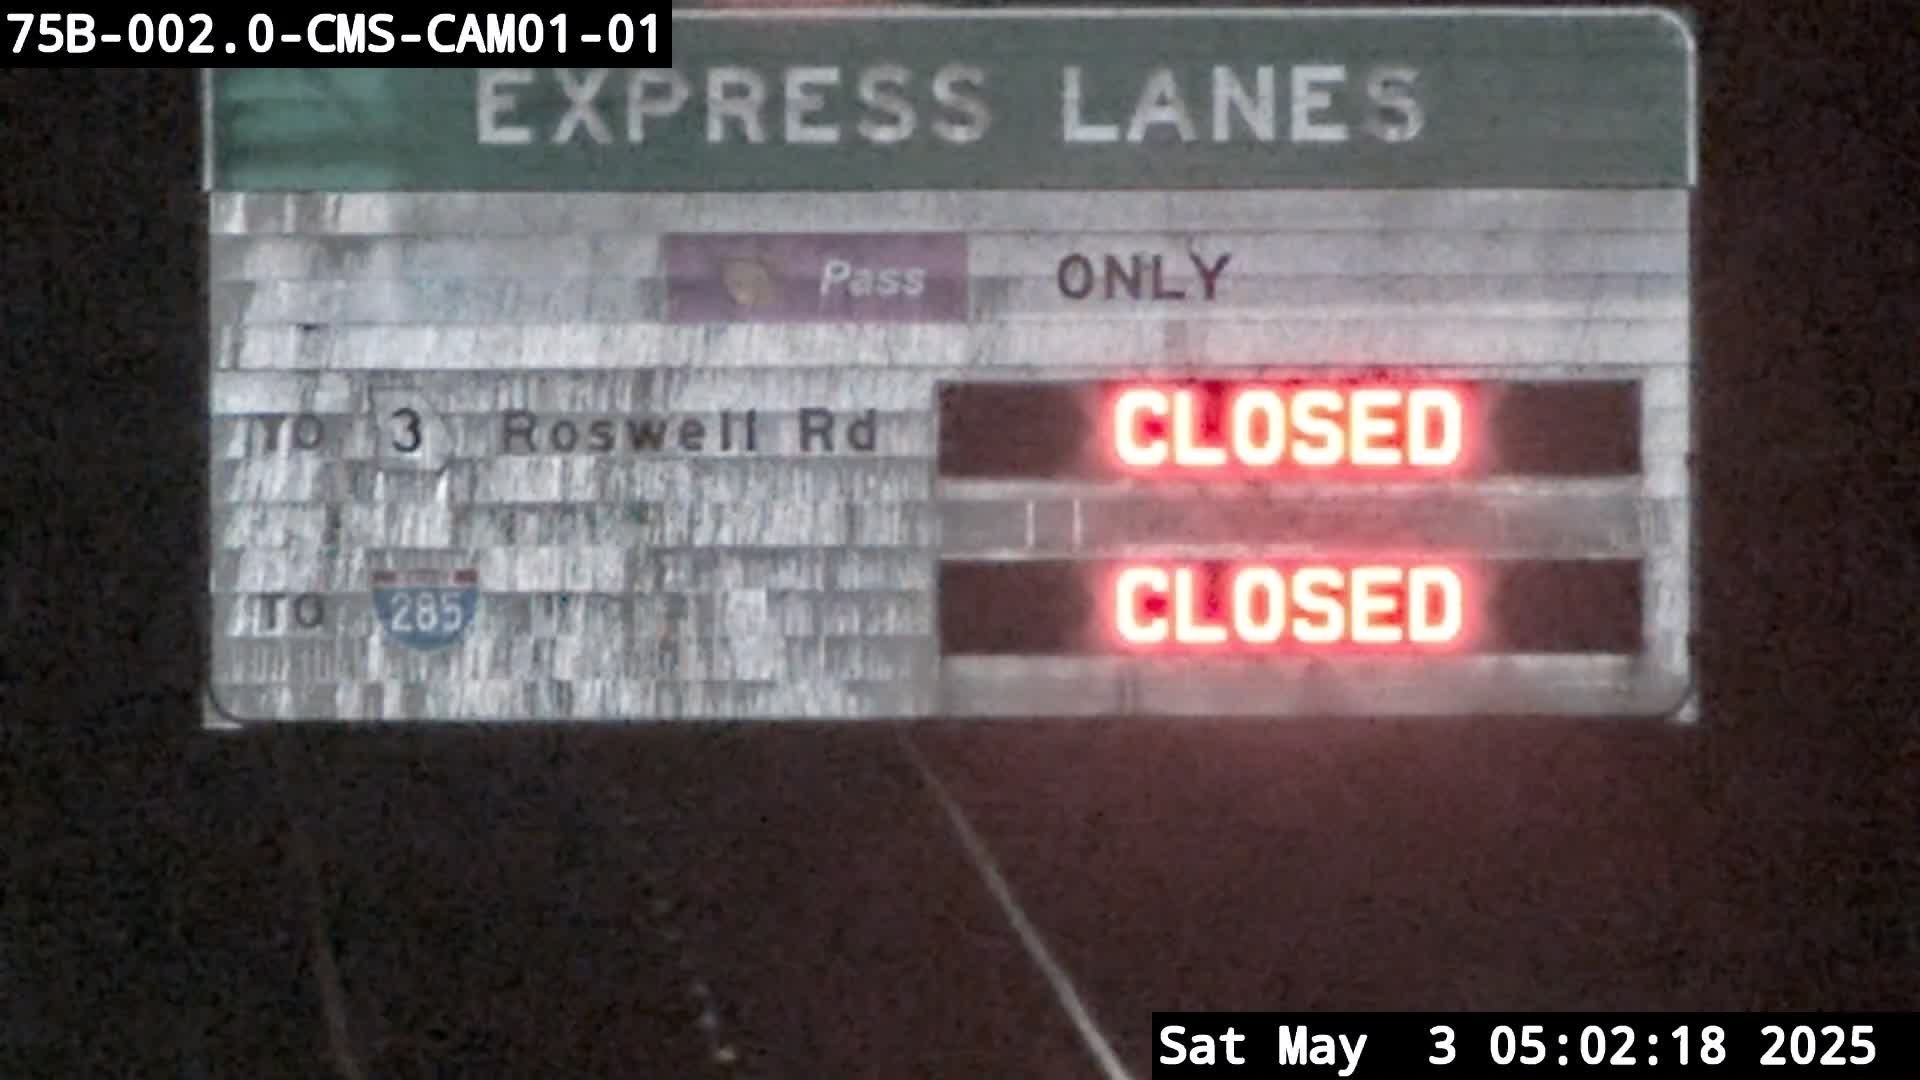 75B-002.0-CMS-CAM01-01
EXPRESS LANES
Pass ONLY
TO 3 Roswell Rd CLOSED
TO 285 CLOSED
Sat May 3 05:02:18 2025